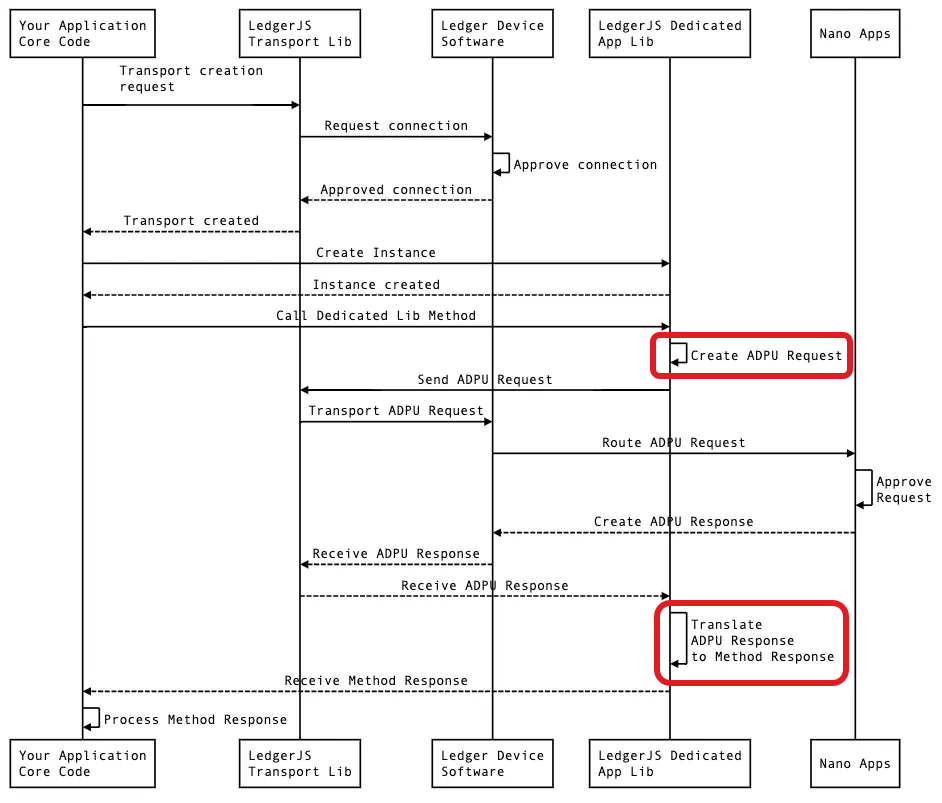 Your Application
Core Code
LedgerJS
Transport Lib
Ledger Device
Software
LedgerJS Dedicated
App Lib
Nano Apps
Transport creation
request
Request connection
Approve connection
Approved connection
Transport created
Create Instance
Instance created
Call Dedicated Lib Method
Create ADPU Request
Send ADPU Request
Transport ADPU Request
Route ADPU Request
Approve
Request
Create ADPU Response
Receive ADPU Response
Receive ADPU Response
Translate
ADPU Response
to Method Response
Receive Method Response
Process Method Response
Your Application
Core Code
LedgerJS
Transport Lib
Ledger Device
Software
LedgerJS Dedicated
App Lib
Nano Apps